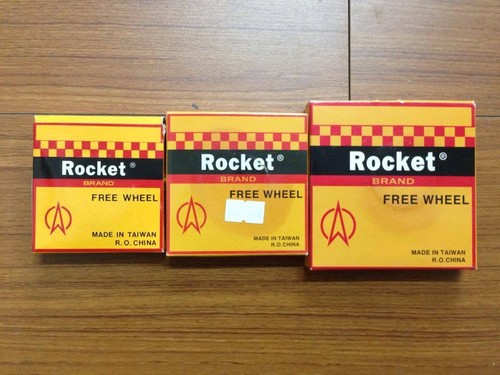 Rocket®
BRAND
FREE WHEEL
MADE IN TAIWAN
R.O.CHINA
Rocket®
BRAND
FREE WHEEL
MADE IN TAIWAN
R.O.CHINA
Rocket®
BRAND
FREE WHEEL
MADE IN TAIWAN
R.O.CHINA